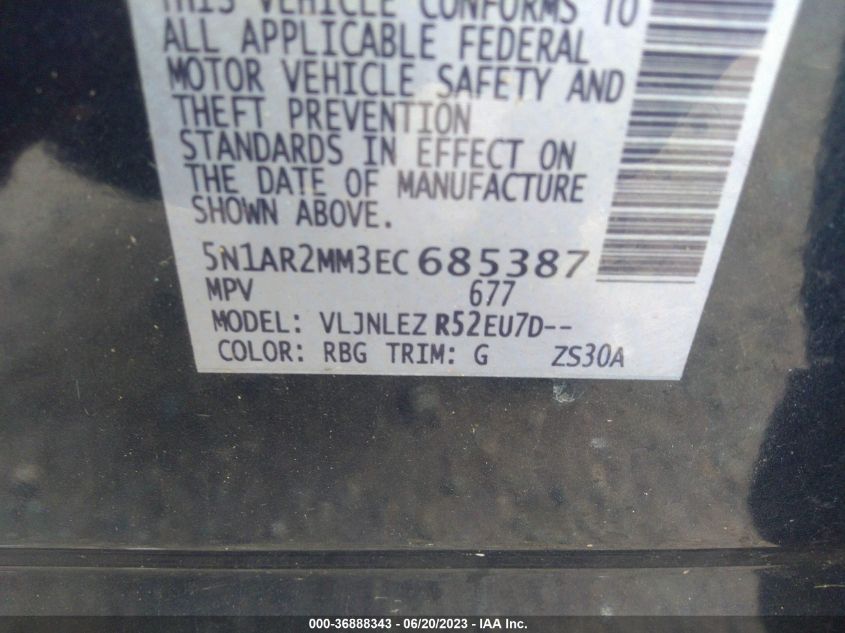 THIS VEHICLE CONFORMS TO
ALL APPLICABLE FEDERAL
MOTOR VEHICLE SAFETY AND
THEFT PREVENTION
STANDARDS IN EFFECT ON
THE DATE OF MANUFACTURE
SHOWN ABOVE.
5N1AR2MM3EC685387
MPV 677
MODEL: VLJNLEZ R52EU7D--
COLOR: RBG TRIM: G ZS30A
000-36888343 - 06/20/2023 - IAA Inc.